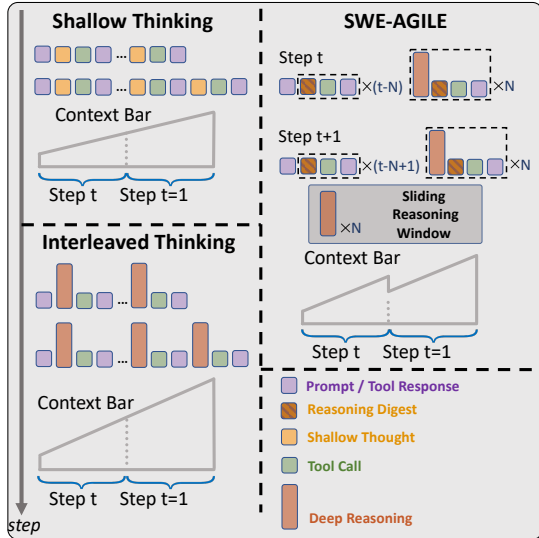 Shallow Thinking
...
...
Context Bar
Step t Step t=1
Interleaved Thinking
...
...
Context Bar
Step t Step t=1
step
SWE-AGILE
Step t
×(t-N) ×N
Step t+1
×(t-N+1) ×N
×N
Sliding
Reasoning
Window
Context Bar
Step t Step t=1
Prompt / Tool Response
Reasoning Digest
Shallow Thought
Tool Call
Deep Reasoning